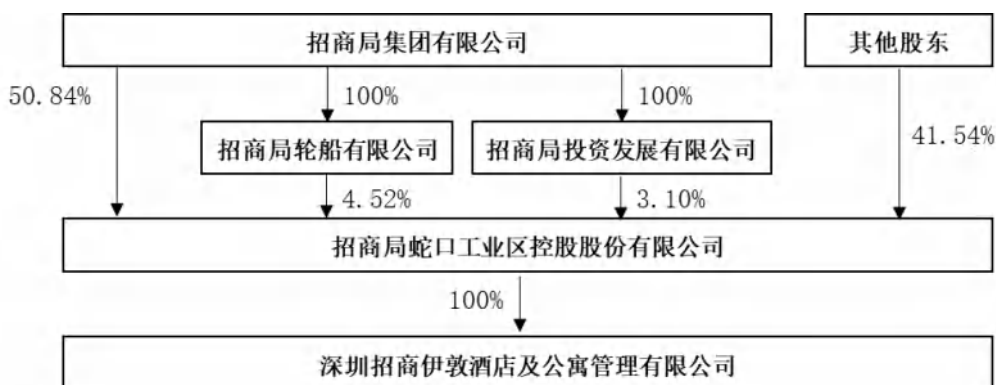 招商局集团有限公司
其他股东
50.84%
100%
100%
41.54%
招商局轮船有限公司
招商局投资发展有限公司
4.52%
3.10%
招商局蛇口工业区控股股份有限公司
100%
深圳招商伊敦酒店及公寓管理有限公司